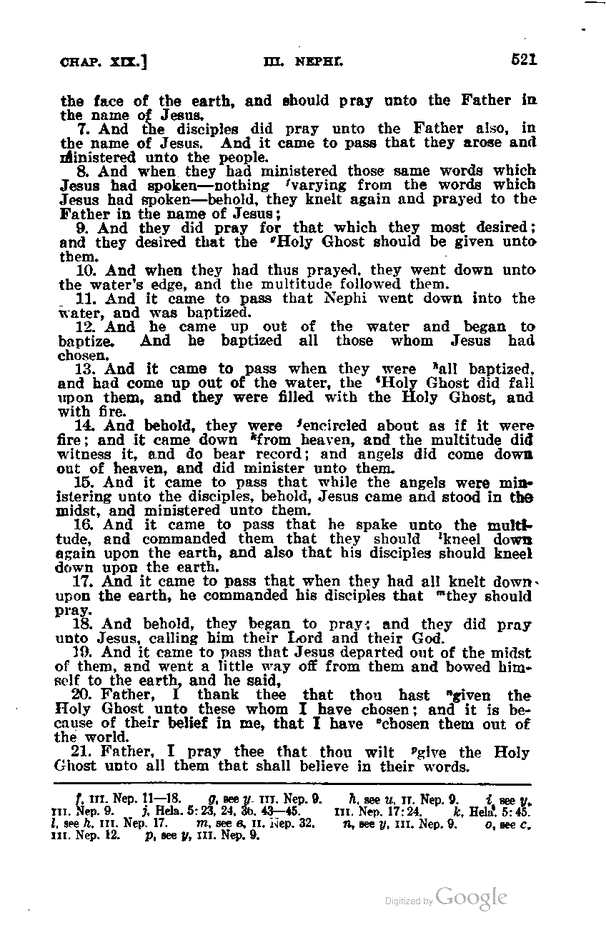 CHAP. XIX.] III. NEPHI. 521
the face of the earth, and should pray unto the Father in
the name of Jesus.
7. And the disciples did pray unto the Father also, in
the name of Jesus. And it came to pass that they arose and
ministered unto the people.
8. And when they had ministered those same words which
Jesus had spoken—nothing fvarying from the words which
Jesus had spoken—behold, they knelt again and prayed to the
Father in the name of Jesus;
9. And they did pray for that which they most desired;
and they desired that the gHoly Ghost should be given unto
them.
10. And when they had thus prayed, they went down unto
the water's edge, and the multitude followed them.
11. And it came to pass that Nephi went down into the
water, and was baptized.
12. And he came up out of the water and began to
baptize. And he baptized all those whom Jesus had
chosen.
13. And it came to pass when they were hall baptized,
and had come up out of the water, the iHoly Ghost did fall
upon them, and they were filled with the Holy Ghost, and
with fire.
14. And behold, they were jencircled about as if it were
fire; and it came down kfrom heaven, and the multitude did
witness it, and do bear record; and angels did come down
out of heaven, and did minister unto them.
15. And it came to pass that while the angels were min-
istering unto the disciples, behold, Jesus came and stood in the
midst, and ministered unto them.
16. And it came to pass that he spake unto the multi-
tude, and commanded them that they should lkneel down
again upon the earth, and also that his disciples should kneel
down upon the earth.
17. And it came to pass that when they had all knelt down
upon the earth, he commanded his disciples that mthey should
pray.
18. And behold, they began to pray; and they did pray
unto Jesus, calling him their Lord and their God.
19. And it came to pass that Jesus departed out of the midst
of them, and went a little way off from them and bowed him-
self to the earth, and he said,
20. Father, I thank thee that thou hast ngiven the
Holy Ghost unto these whom I have chosen; and it is be-
cause of their belief in me, that I have ochosen them out of
the world.
21. Father, I pray thee that thou wilt pgive the Holy
Ghost unto all them that shall believe in their words.
f, III. Nep. 11—18. g, see y. III. Nep. 9. h, see u, II. Nep. 9. i, see y,
III. Nep. 9. j, Hela. 5: 23, 24, 36, 43—45. III. Nep. 17: 24. k, Hela. 5: 45.
l, see h, III. Nep. 17. m, see e, II. Nep. 32. n, see y, III. Nep. 9. o, see c,
III. Nep. 12. p, see y, III. Nep. 9.
Digitized by Google